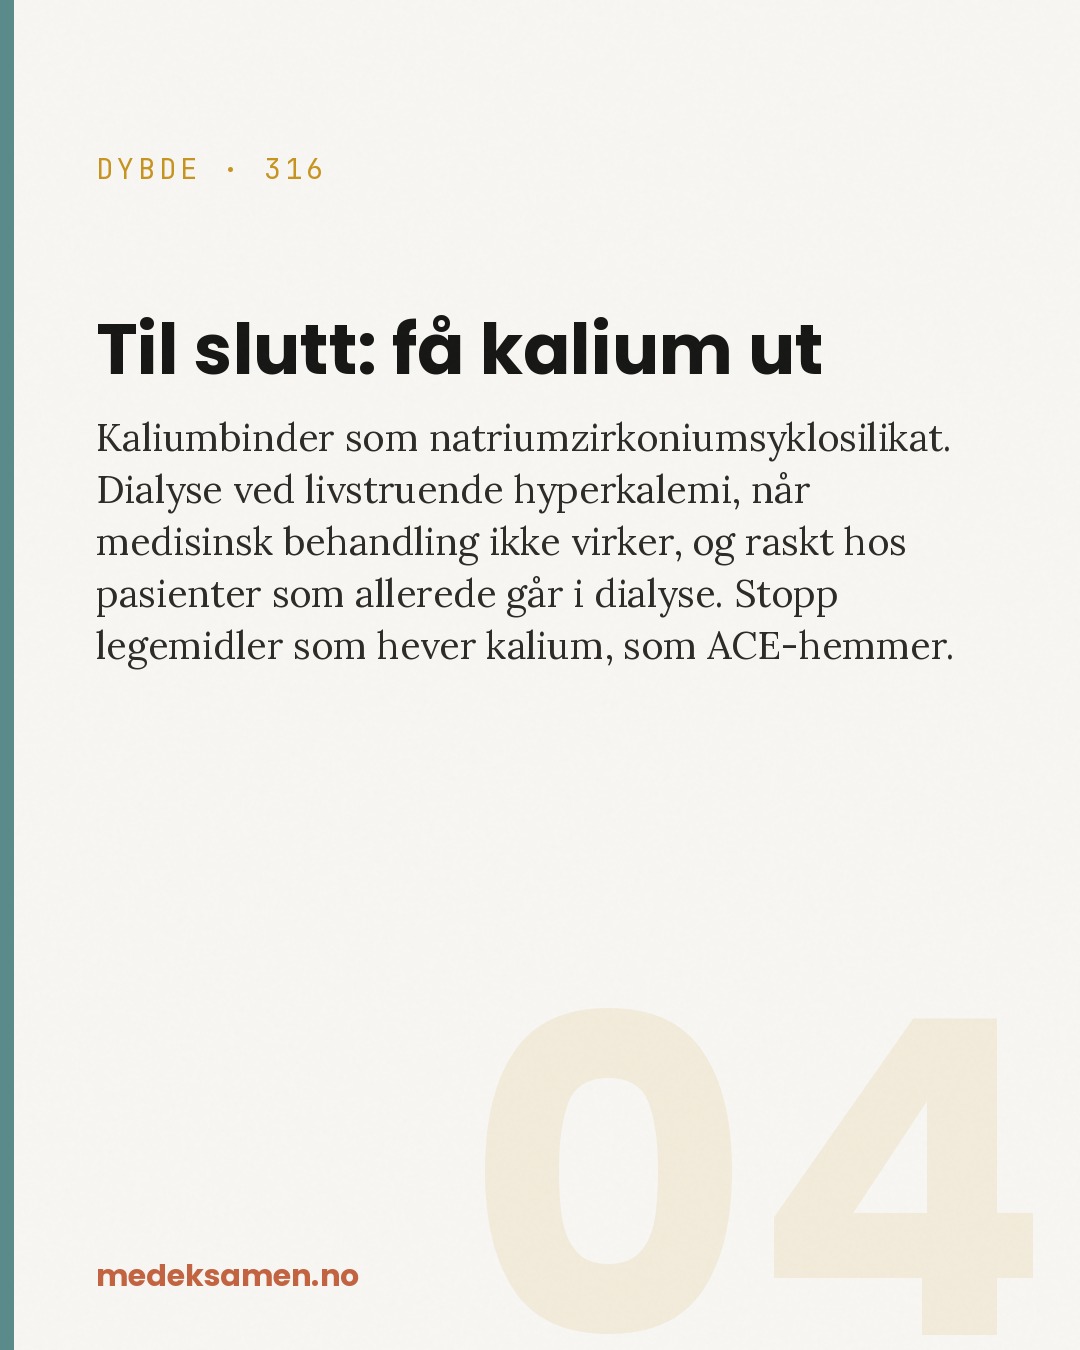 DYBDE · 316
Til slutt: få kalium ut
Kaliumbinder som natriumzirkoniumsyklosilikat.
Dialyse ved livstruende hyperkalemi, når
medisinsk behandling ikke virker, og raskt hos
pasienter som allerede går i dialyse. Stopp
legemidler som hever kalium, som ACE-hemmer.
04
medeksamen.no